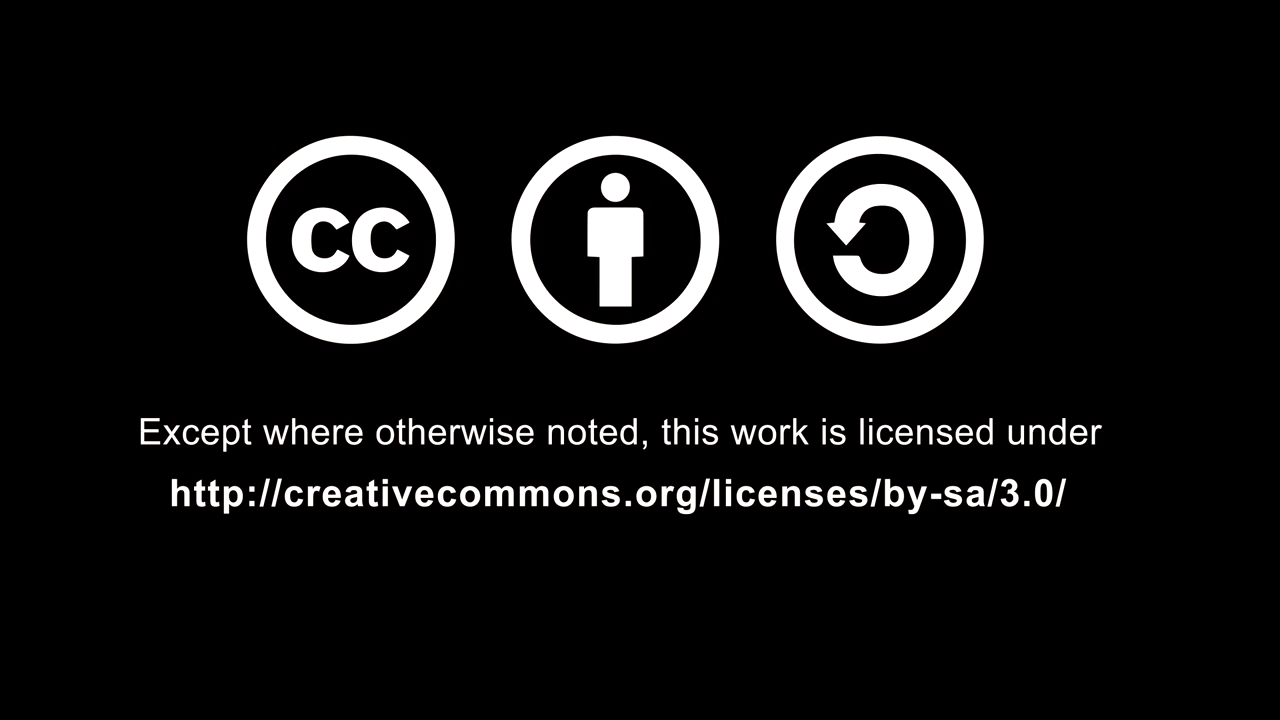 cc
Except where otherwise noted, this work is licensed under
http://creativecommons.org/licenses/by-sa/3.0/